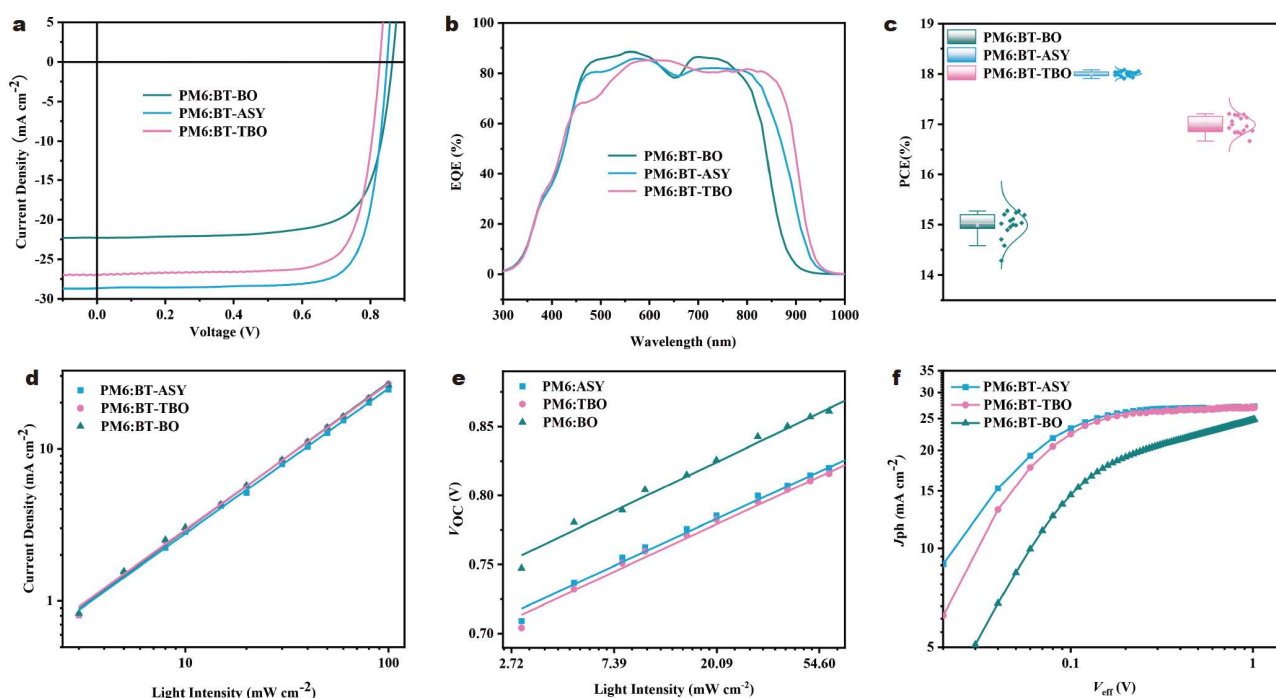 a
5
0
-5
-10
-15
-20
-25
-30
Current Density (mA cm⁻²)
PM6:BT-BO
PM6:BT-ASY
PM6:BT-TBO
0.0
0.2
0.4
0.6
0.8
Voltage (V)
b
100
80
60
40
20
0
EQE (%)
PM6:BT-BO
PM6:BT-ASY
PM6:BT-TBO
300
400
500
600
700
800
900
1000
Wavelength (nm)
c
19
18
17
16
15
14
PCE(%)
PM6:BT-BO
PM6:BT-ASY
PM6:BT-TBO
d
10
1
Current Density (mA cm⁻²)
PM6:BT-ASY
PM6:BT-TBO
PM6:BT-BO
10
100
Light Intensity (mW cm⁻²)
e
0.85
0.80
0.75
0.70
VOC (V)
PM6:ASY
PM6:TBO
PM6:BO
2.72
7.39
20.09
54.60
Light Intensity (mW cm⁻²)
f
35
30
25
20
15
10
5
Jph (mA cm⁻²)
PM6:BT-ASY
PM6:BT-TBO
PM6:BT-BO
0.1
1
Veff (V)